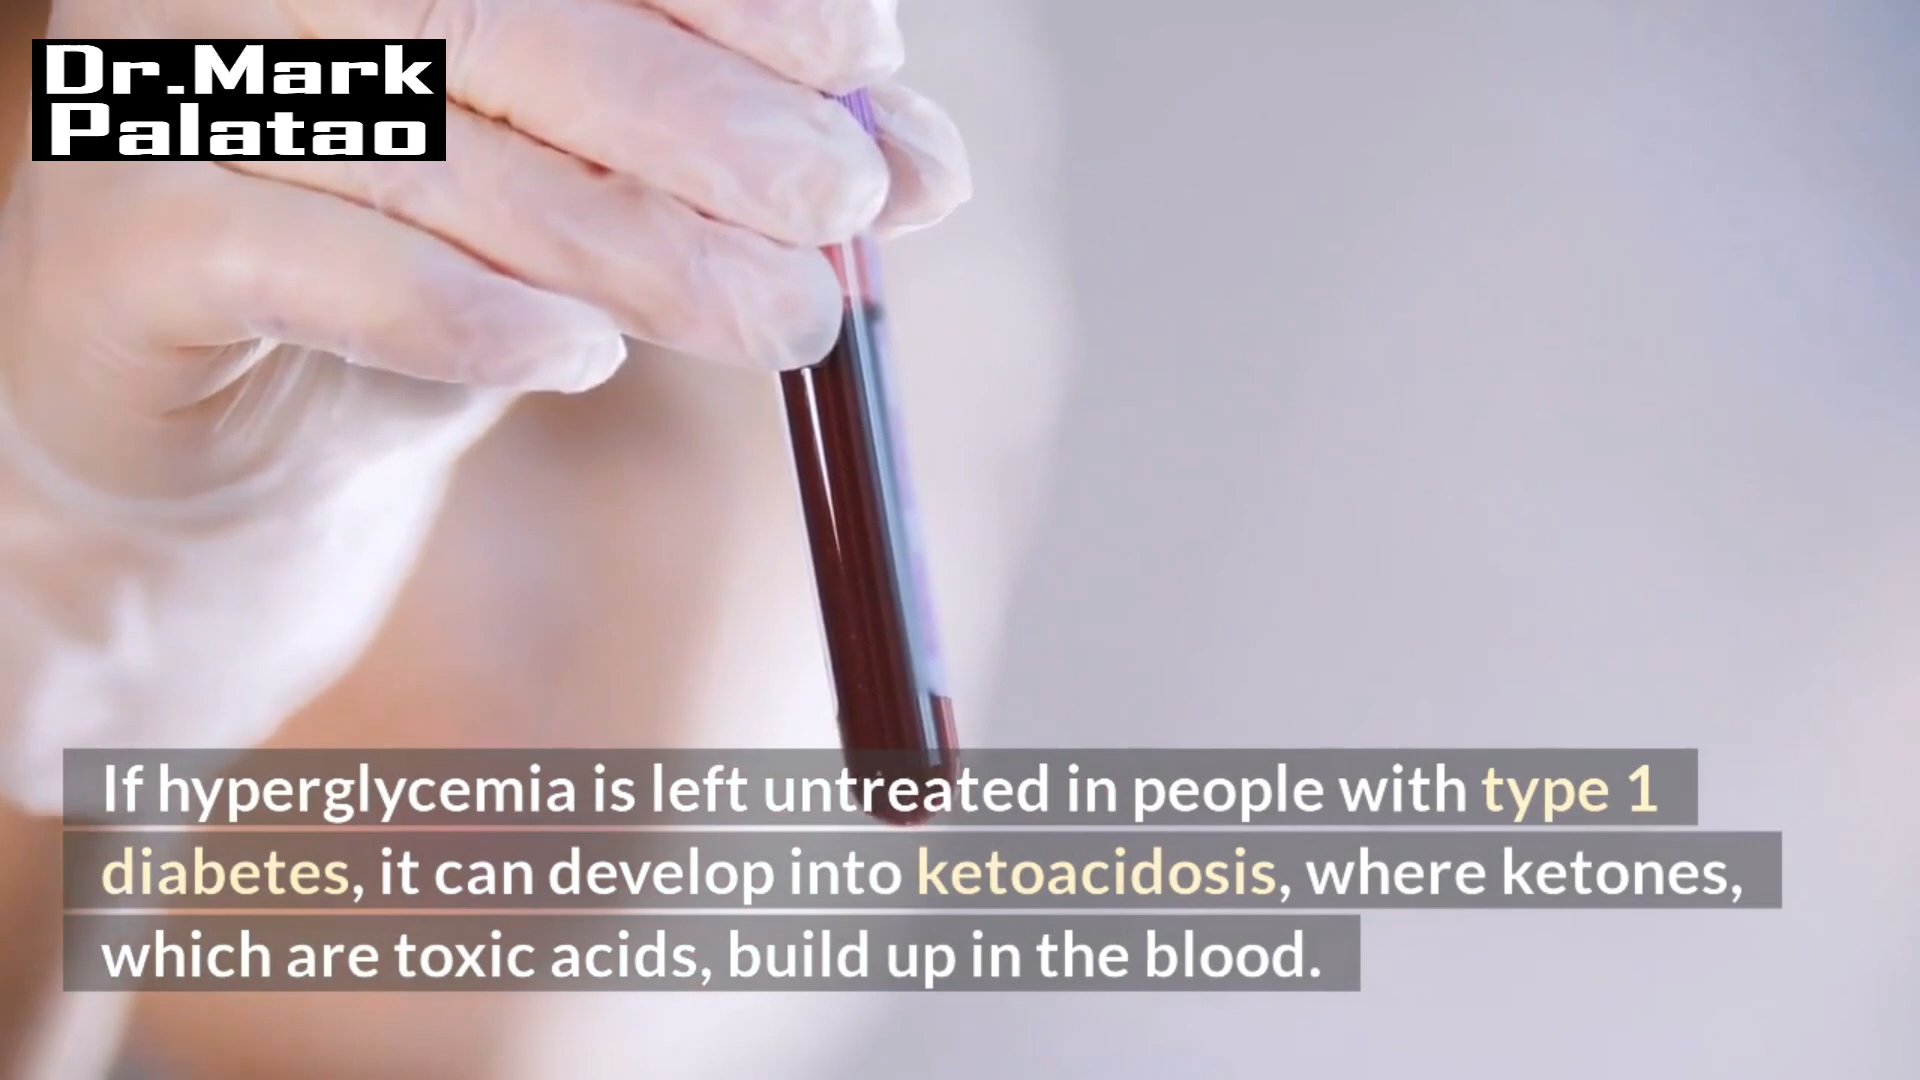 Dr.Mark
Palatao
If hyperglycemia is left untreated in people with type 1
diabetes, it can develop into ketoacidosis, where ketones,
which are toxic acids, build up in the blood.